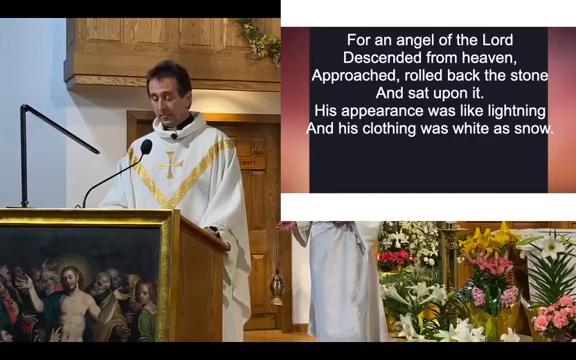 For an angel of the Lord
Descended from heaven,
Approached, rolled back the stone
And sat upon it.
His appearance was like lightning
And his clothing was white as snow.